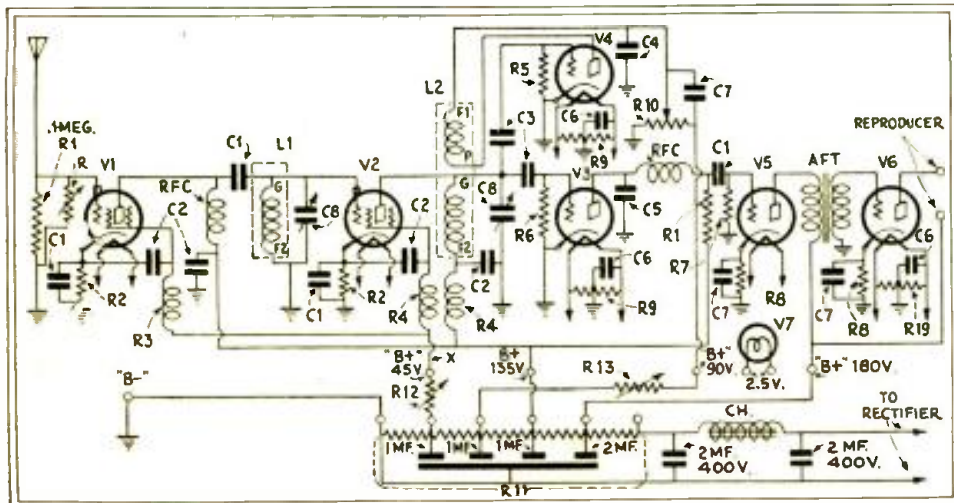 V4
C4
L2
R5
C7
F1
C6
R10
C3
REPRODUCER
.1MEG.
R1
R
V1
C1
L1
V2
P
R9
RFC
C1
V5
AFT
V6
RFC
C2
G
C8
C2
G
C8
V3
C5
R6
R1
C6
C1
F2
F2
C6
R7
R2
C1
R2
C2
R9
C7
R8
C7
R8
R19
R3
R4
R4
V7
"B+"
45V.
X
B+
135V.
R13
"B+"
90V.
2.5V.
"B+" 180V.
"B-"
R12
TO
RECTIFIER
CH.
1MF.
1MF.
1MF.
2MF.
2MF.
400V.
2 MF.
400V.
R11